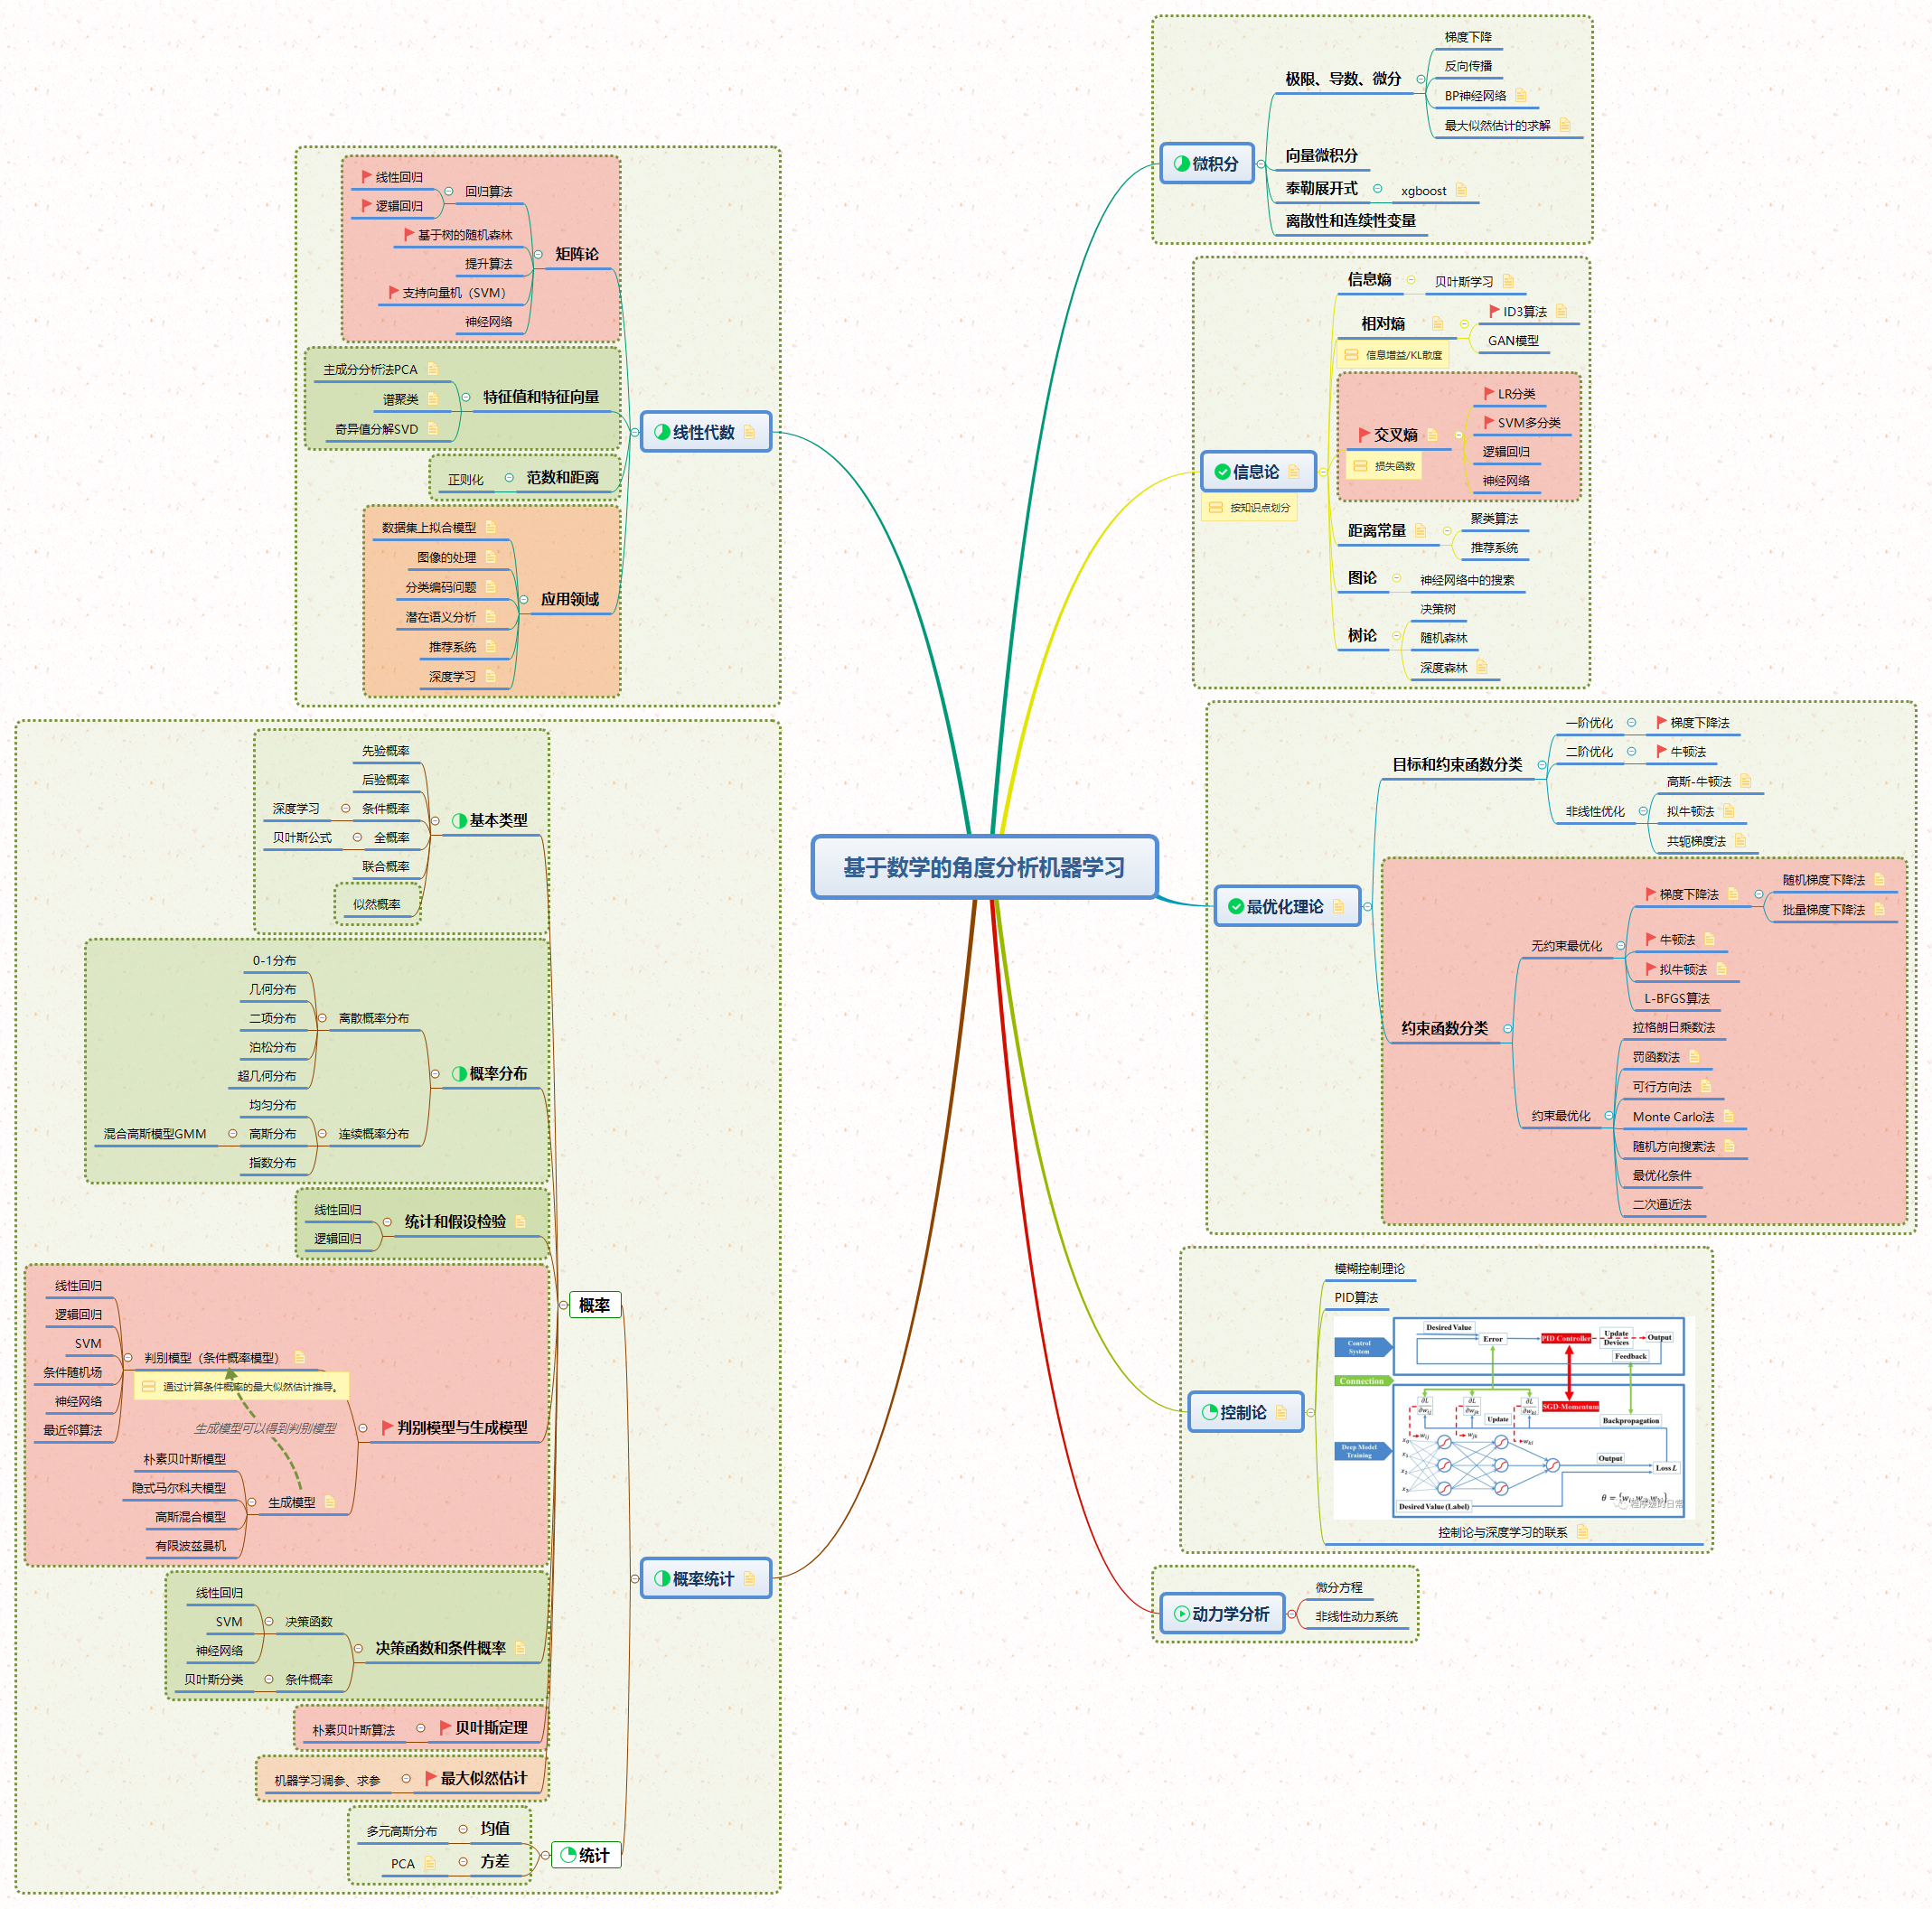 基于数学的角度分析机器学习
微积分
极限、导数、微分
梯度下降
反向传播
BP神经网络
最大似然估计的求解
向量微积分
泰勒展开式
xgboost
离散性和连续性变量
信息论
按知识点划分
信息熵
贝叶斯学习
相对熵
信息增益/KL散度
ID3算法
GAN模型
交叉熵
损失函数
LR分类
SVM多分类
逻辑回归
神经网络
距离常量
聚类算法
推荐系统
图论
神经网络中的搜素
树论
决策树
随机森林
深度森林
最优化理论
目标和约束函数分类
一阶优化
梯度下降法
二阶优化
牛顿法
非线性优化
高斯-牛顿法
拟牛顿法
共轭梯度法
约束函数分类
无约束最优化
梯度下降法
随机梯度下降法
批量梯度下降法
牛顿法
拟牛顿法
L-BFGS算法
约束最优化
拉格朗日乘数法
罚函数法
可行方向法
Monte Carlo法
随机方向搜索法
最优化条件
二次逼近法
控制论
模糊控制理论
PID算法
Control System
Desired Value
Error
PID Controller
Update Devices
Output
Feedback
Connection
∂L/∂w_ij
∂L/∂w_jk
∂L/∂w_kl
Update
SGD-Momentum
Backpropagation
Deep Model Training
w_ij
w_jk
w_kl
Output
Loss L
Desired Value (Label)
程序媛的日常
控制论与深度学习的联系
动力学分析
微分方程
非线性动力系统
线性代数
矩阵论
回归算法
线性回归
逻辑回归
基于树的随机森林
提升算法
支持向量机（SVM）
神经网络
特征值和特征向量
主成分分析法PCA
谱聚类
奇异值分解SVD
范数和距离
正则化
应用领域
数据集上拟合模型
图像的处理
分类编码问题
潜在语义分析
推荐系统
深度学习
概率统计
概率
基本类型
先验概率
后验概率
条件概率
深度学习
全概率
贝叶斯公式
联合概率
似然概率
概率分布
离散概率分布
0-1分布
几何分布
二项分布
泊松分布
超几何分布
连续概率分布
均匀分布
高斯分布
混合高斯模型GMM
指数分布
统计和假设检验
线性回归
逻辑回归
判别模型与生成模型
判别模型（条件概率模型）
通过计算条件概率的最大似然估计推导。
线性回归
逻辑回归
SVM
条件随机场
神经网络
最近邻算法
生成模型可以得到判别模型
生成模型
朴素贝叶斯模型
隐式马尔科夫模型
高斯混合模型
有限波兹曼机
决策函数和条件概率
决策函数
线性回归
SVM
神经网络
条件概率
贝叶斯分类
贝叶斯定理
朴素贝叶斯算法
最大似然估计
机器学习调参、求参
统计
均值
多元高斯分布
方差
PCA